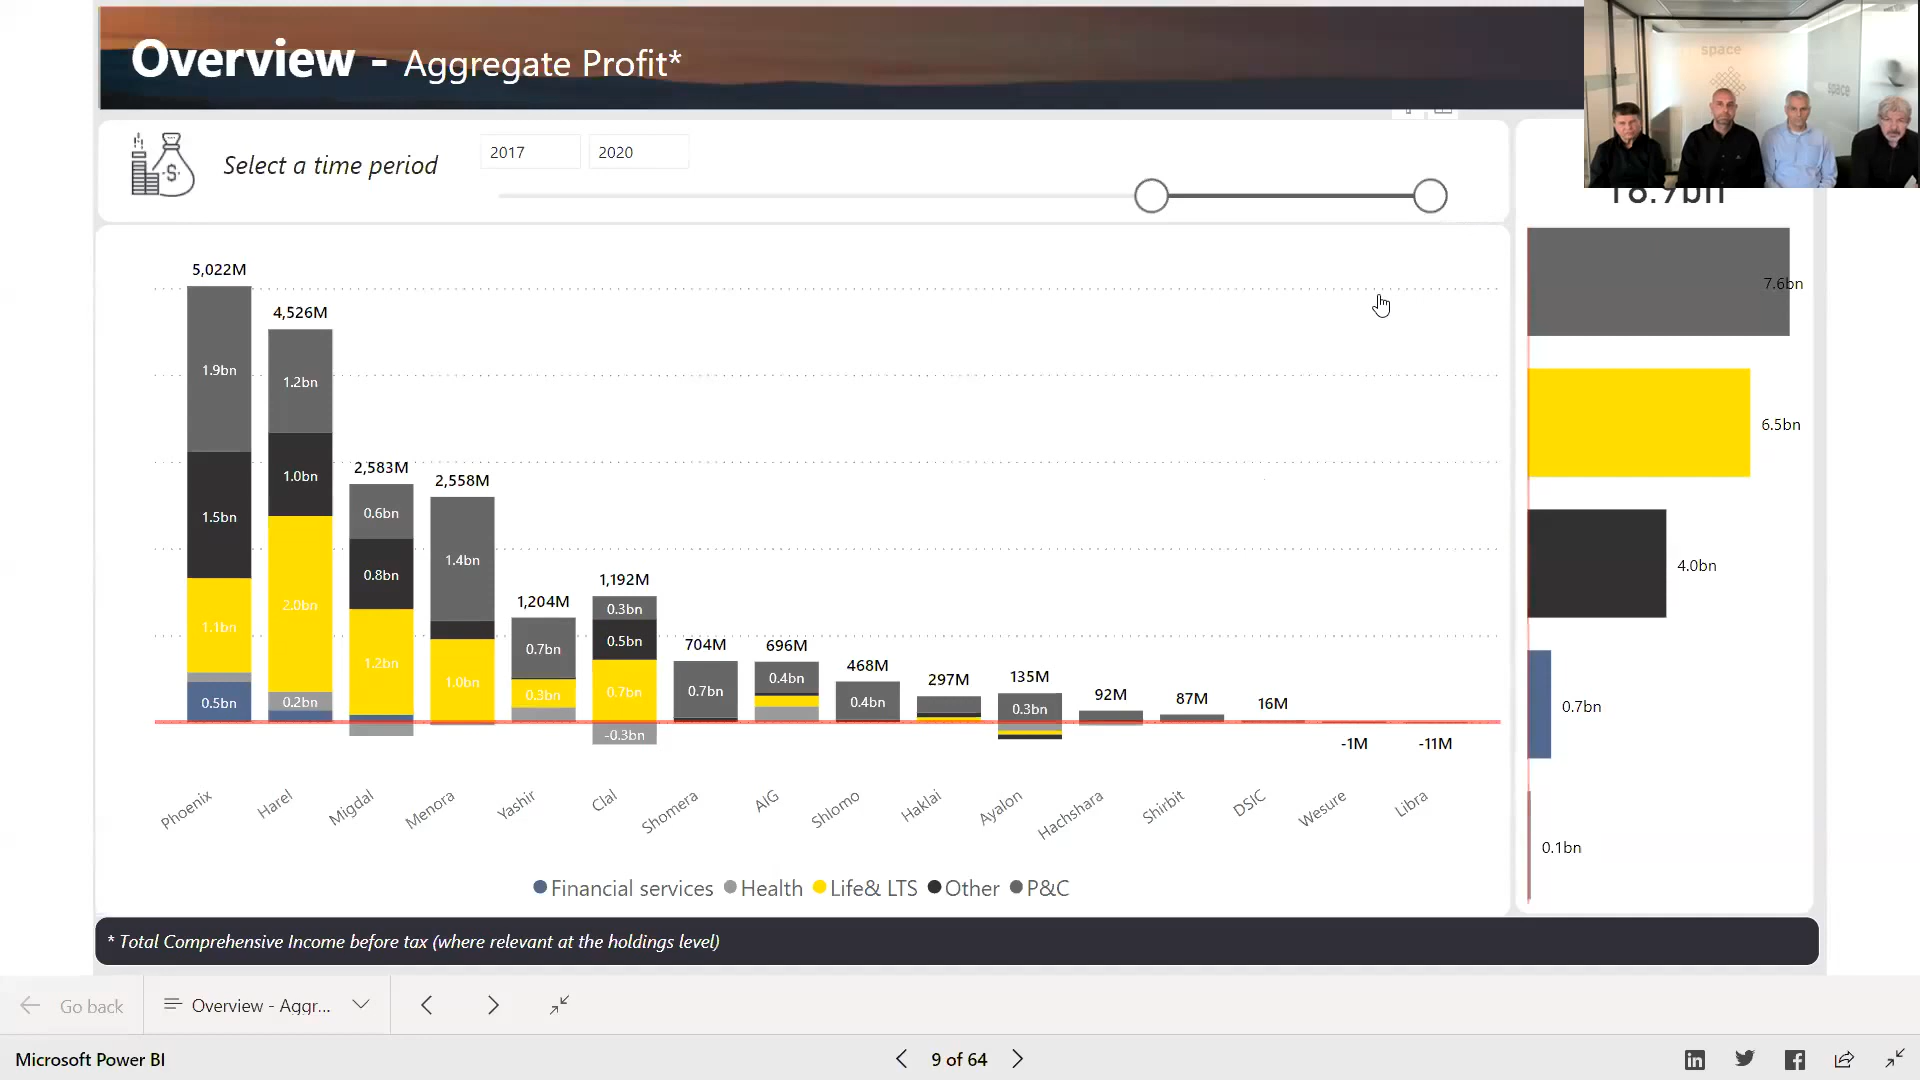 Overview - Aggregate Profit*
space
space
Select a time period
2017
2020
18.9bn
5,022M
4,526M
2,583M
2,558M
1,204M
1,192M
704M
696M
468M
297M
135M
92M
87M
16M
-1M
-11M
1.9bn
1.5bn
1.1bn
0.5bn
1.2bn
1.0bn
2.0bn
0.2bn
0.6bn
0.8bn
1.2bn
1.4bn
1.0bn
0.7bn
0.3bn
0.3bn
0.5bn
0.7bn
-0.3bn
0.7bn
0.4bn
0.4bn
0.3bn
Phoenix
Harel
Migdal
Menora
Yashir
Clal
Shomera
AIG
Shlomo
Haklai
Ayalon
Hachshara
Shirbit
DSIC
Wesure
Libra
Financial services Health Life& LTS Other P&C
7.6bn
6.5bn
4.0bn
0.7bn
0.1bn
* Total Comprehensive Income before tax (where relevant at the holdings level)
Go back
Overview - Aggr...
Microsoft Power BI
9 of 64